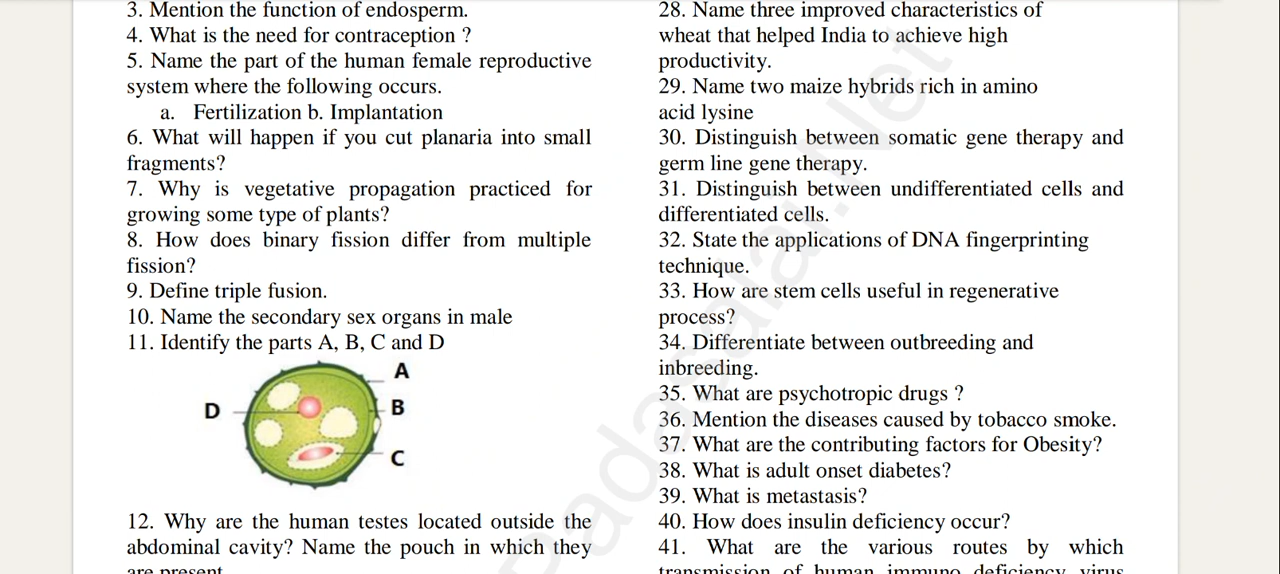 3. Mention the function of endosperm.
4. What is the need for contraception ?
5. Name the part of the human female reproductive
system where the following occurs.
a. Fertilization b. Implantation
6. What will happen if you cut planaria into small
fragments?
7. Why is vegetative propagation practiced for
growing some type of plants?
8. How does binary fission differ from multiple
fission?
9. Define triple fusion.
10. Name the secondary sex organs in male
11. Identify the parts A, B, C and D
A
B
D
C
12. Why are the human testes located outside the
abdominal cavity? Name the pouch in which they
are present
28. Name three improved characteristics of
wheat that helped India to achieve high
productivity.
29. Name two maize hybrids rich in amino
acid lysine
30. Distinguish between somatic gene therapy and
germ line gene therapy.
31. Distinguish between undifferentiated cells and
differentiated cells.
32. State the applications of DNA fingerprinting
technique.
33. How are stem cells useful in regenerative
process?
34. Differentiate between outbreeding and
inbreeding.
35. What are psychotropic drugs ?
36. Mention the diseases caused by tobacco smoke.
37. What are the contributing factors for Obesity?
38. What is adult onset diabetes?
39. What is metastasis?
40. How does insulin deficiency occur?
41. What are the various routes by which
transmission of human immuno deficiency virus
Padasalai.Net